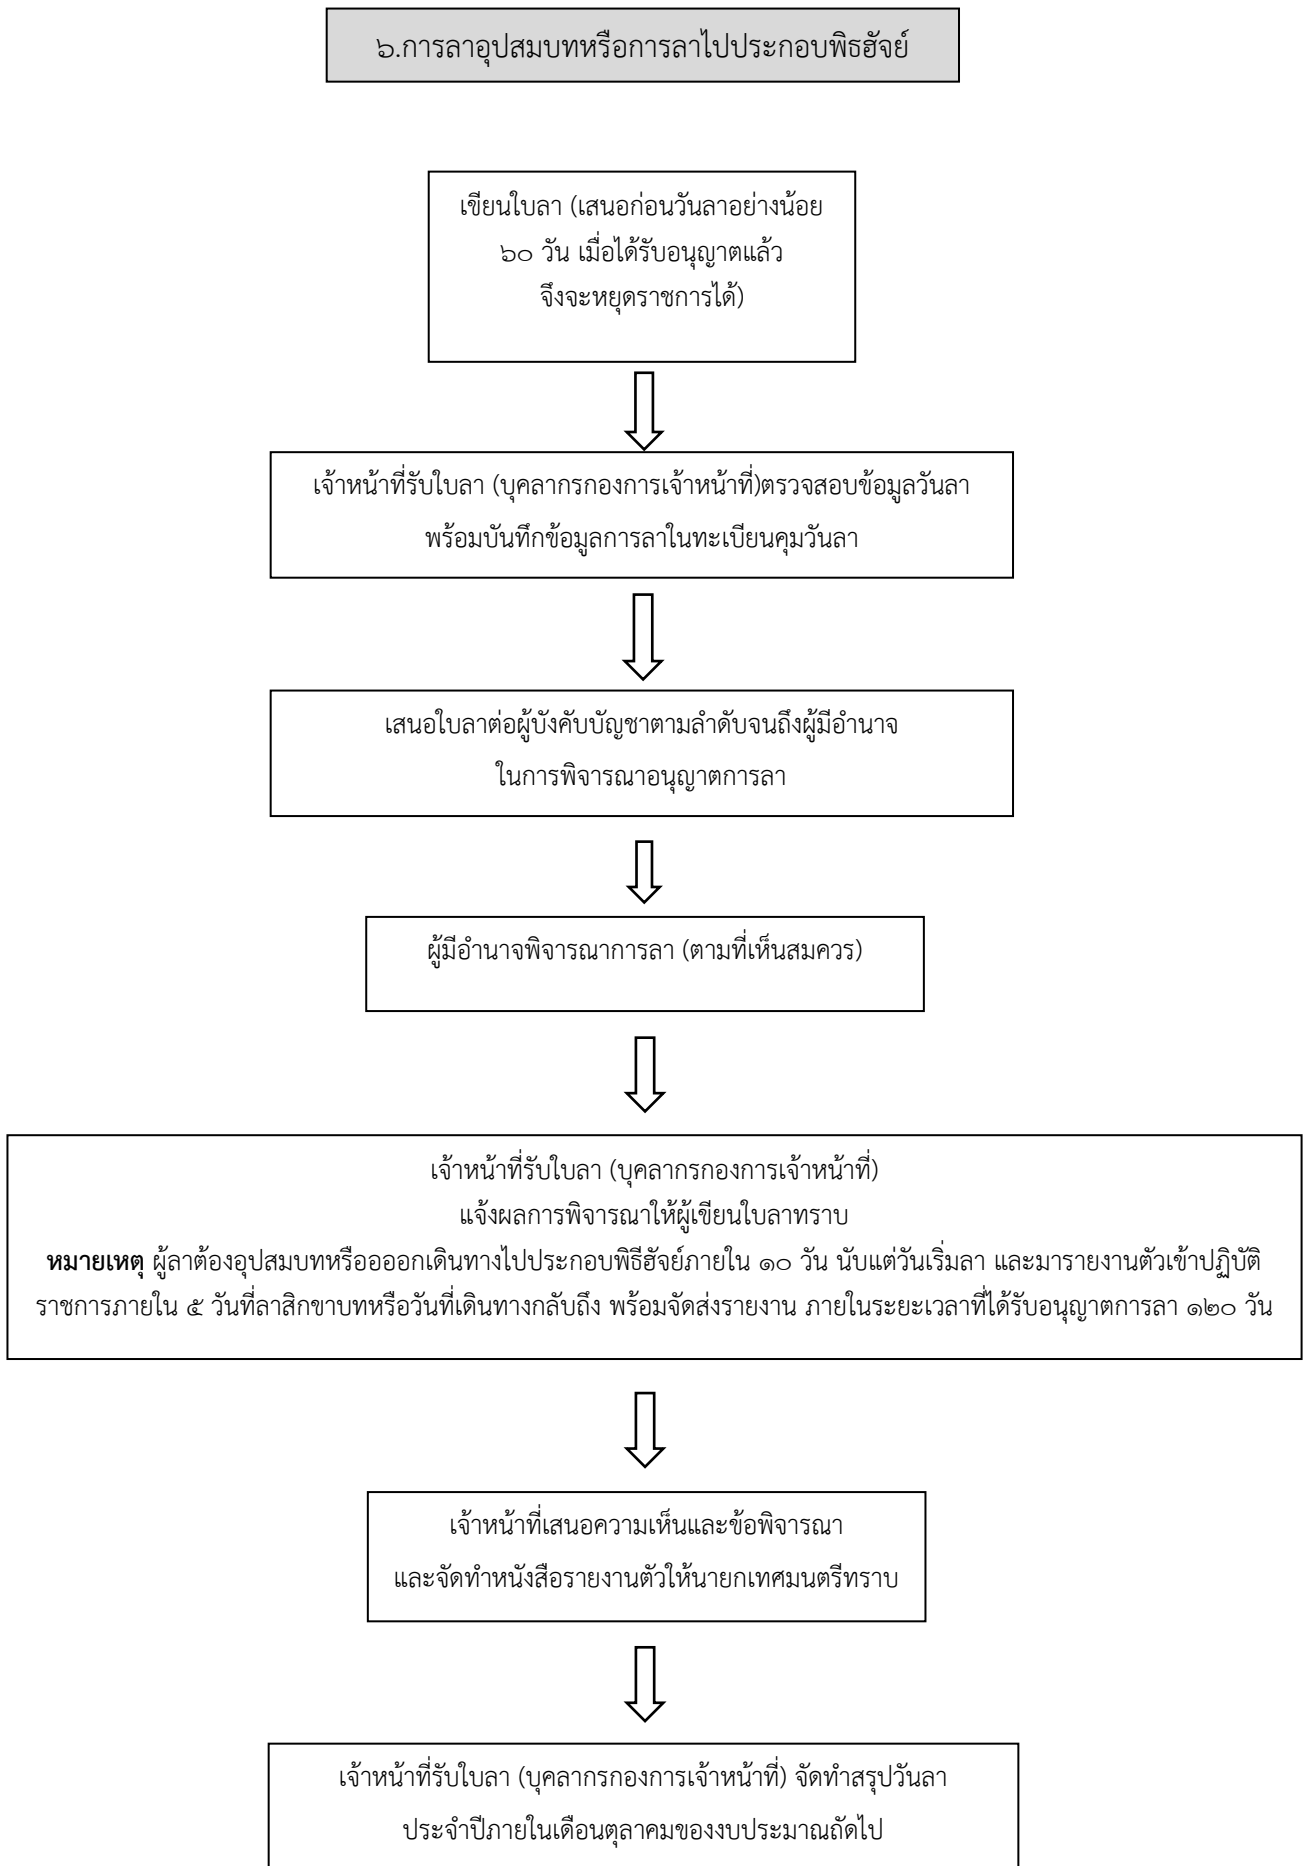 ๖.การลาอุปสมบทหรือการลาไปประกอบพิธฮัจย์
เขียนใบลา (เสนอก่อนวันลาอย่างน้อย
๖๐ วัน เมื่อได้รับอนุญาตแล้ว
จึงจะหยุดราชการได้)
เจ้าหน้าที่รับใบลา (บุคลากรกองการเจ้าหน้าที่)ตรวจสอบข้อมูลวันลา
พร้อมบันทึกข้อมูลการลาในทะเบียนคุมวันลา
เสนอใบลาต่อผู้บังคับบัญชาตามลำดับจนถึงผู้มีอำนาจ
ในการพิจารณาอนุญาตการลา
ผู้มีอำนาจพิจารณาการลา (ตามที่เห็นสมควร)
เจ้าหน้าที่รับใบลา (บุคลากรกองการเจ้าหน้าที่)
แจ้งผลการพิจารณาให้ผู้เขียนใบลาทราบ
หมายเหตุ ผู้ลาต้องอุปสมบทหรืออออกเดินทางไปประกอบพิธีฮัจย์ภายใน ๑๐ วัน นับแต่วันเริ่มลา และมารายงานตัวเข้าปฏิบัติ
ราชการภายใน ๕ วันที่ลาสิกขาบทหรือวันที่เดินทางกลับถึง พร้อมจัดส่งรายงาน ภายในระยะเวลาที่ได้รับอนุญาตการลา ๑๒๐ วัน
เจ้าหน้าที่เสนอความเห็นและข้อพิจารณา
และจัดทำหนังสือรายงานตัวให้นายกเทศมนตรีทราบ
เจ้าหน้าที่รับใบลา (บุคลากรกองการเจ้าหน้าที่) จัดทำสรุปวันลา
ประจำปีภายในเดือนตุลาคมของงบประมาณถัดไป